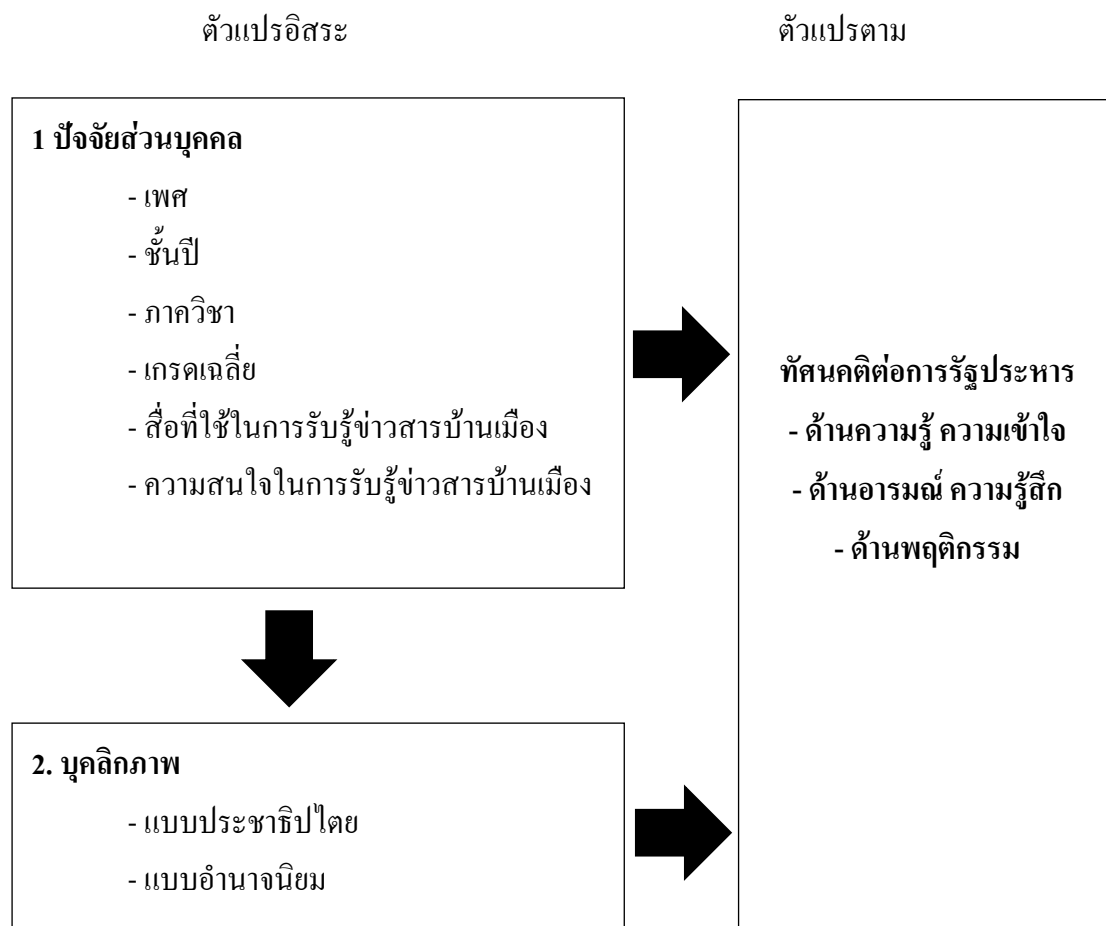 ตัวแปรอิสระ
ตัวแปรตาม
1 ปัจจัยส่วนบุคคล
- เพศ
- ชั้นปี
- ภาควิชา
- เกรดเฉลี่ย
- สื่อที่ใช้ในการรับรู้ข่าวสารบ้านเมือง
- ความสนใจในการรับรู้ข่าวสารบ้านเมือง
ทัศนคติต่อการรัฐประหาร
- ด้านความรู้ ความเข้าใจ
- ด้านอารมณ์ ความรู้สึก
- ด้านพฤติกรรม
2. บุคลิกภาพ
- แบบประชาธิปไตย
- แบบอำนาจนิยม